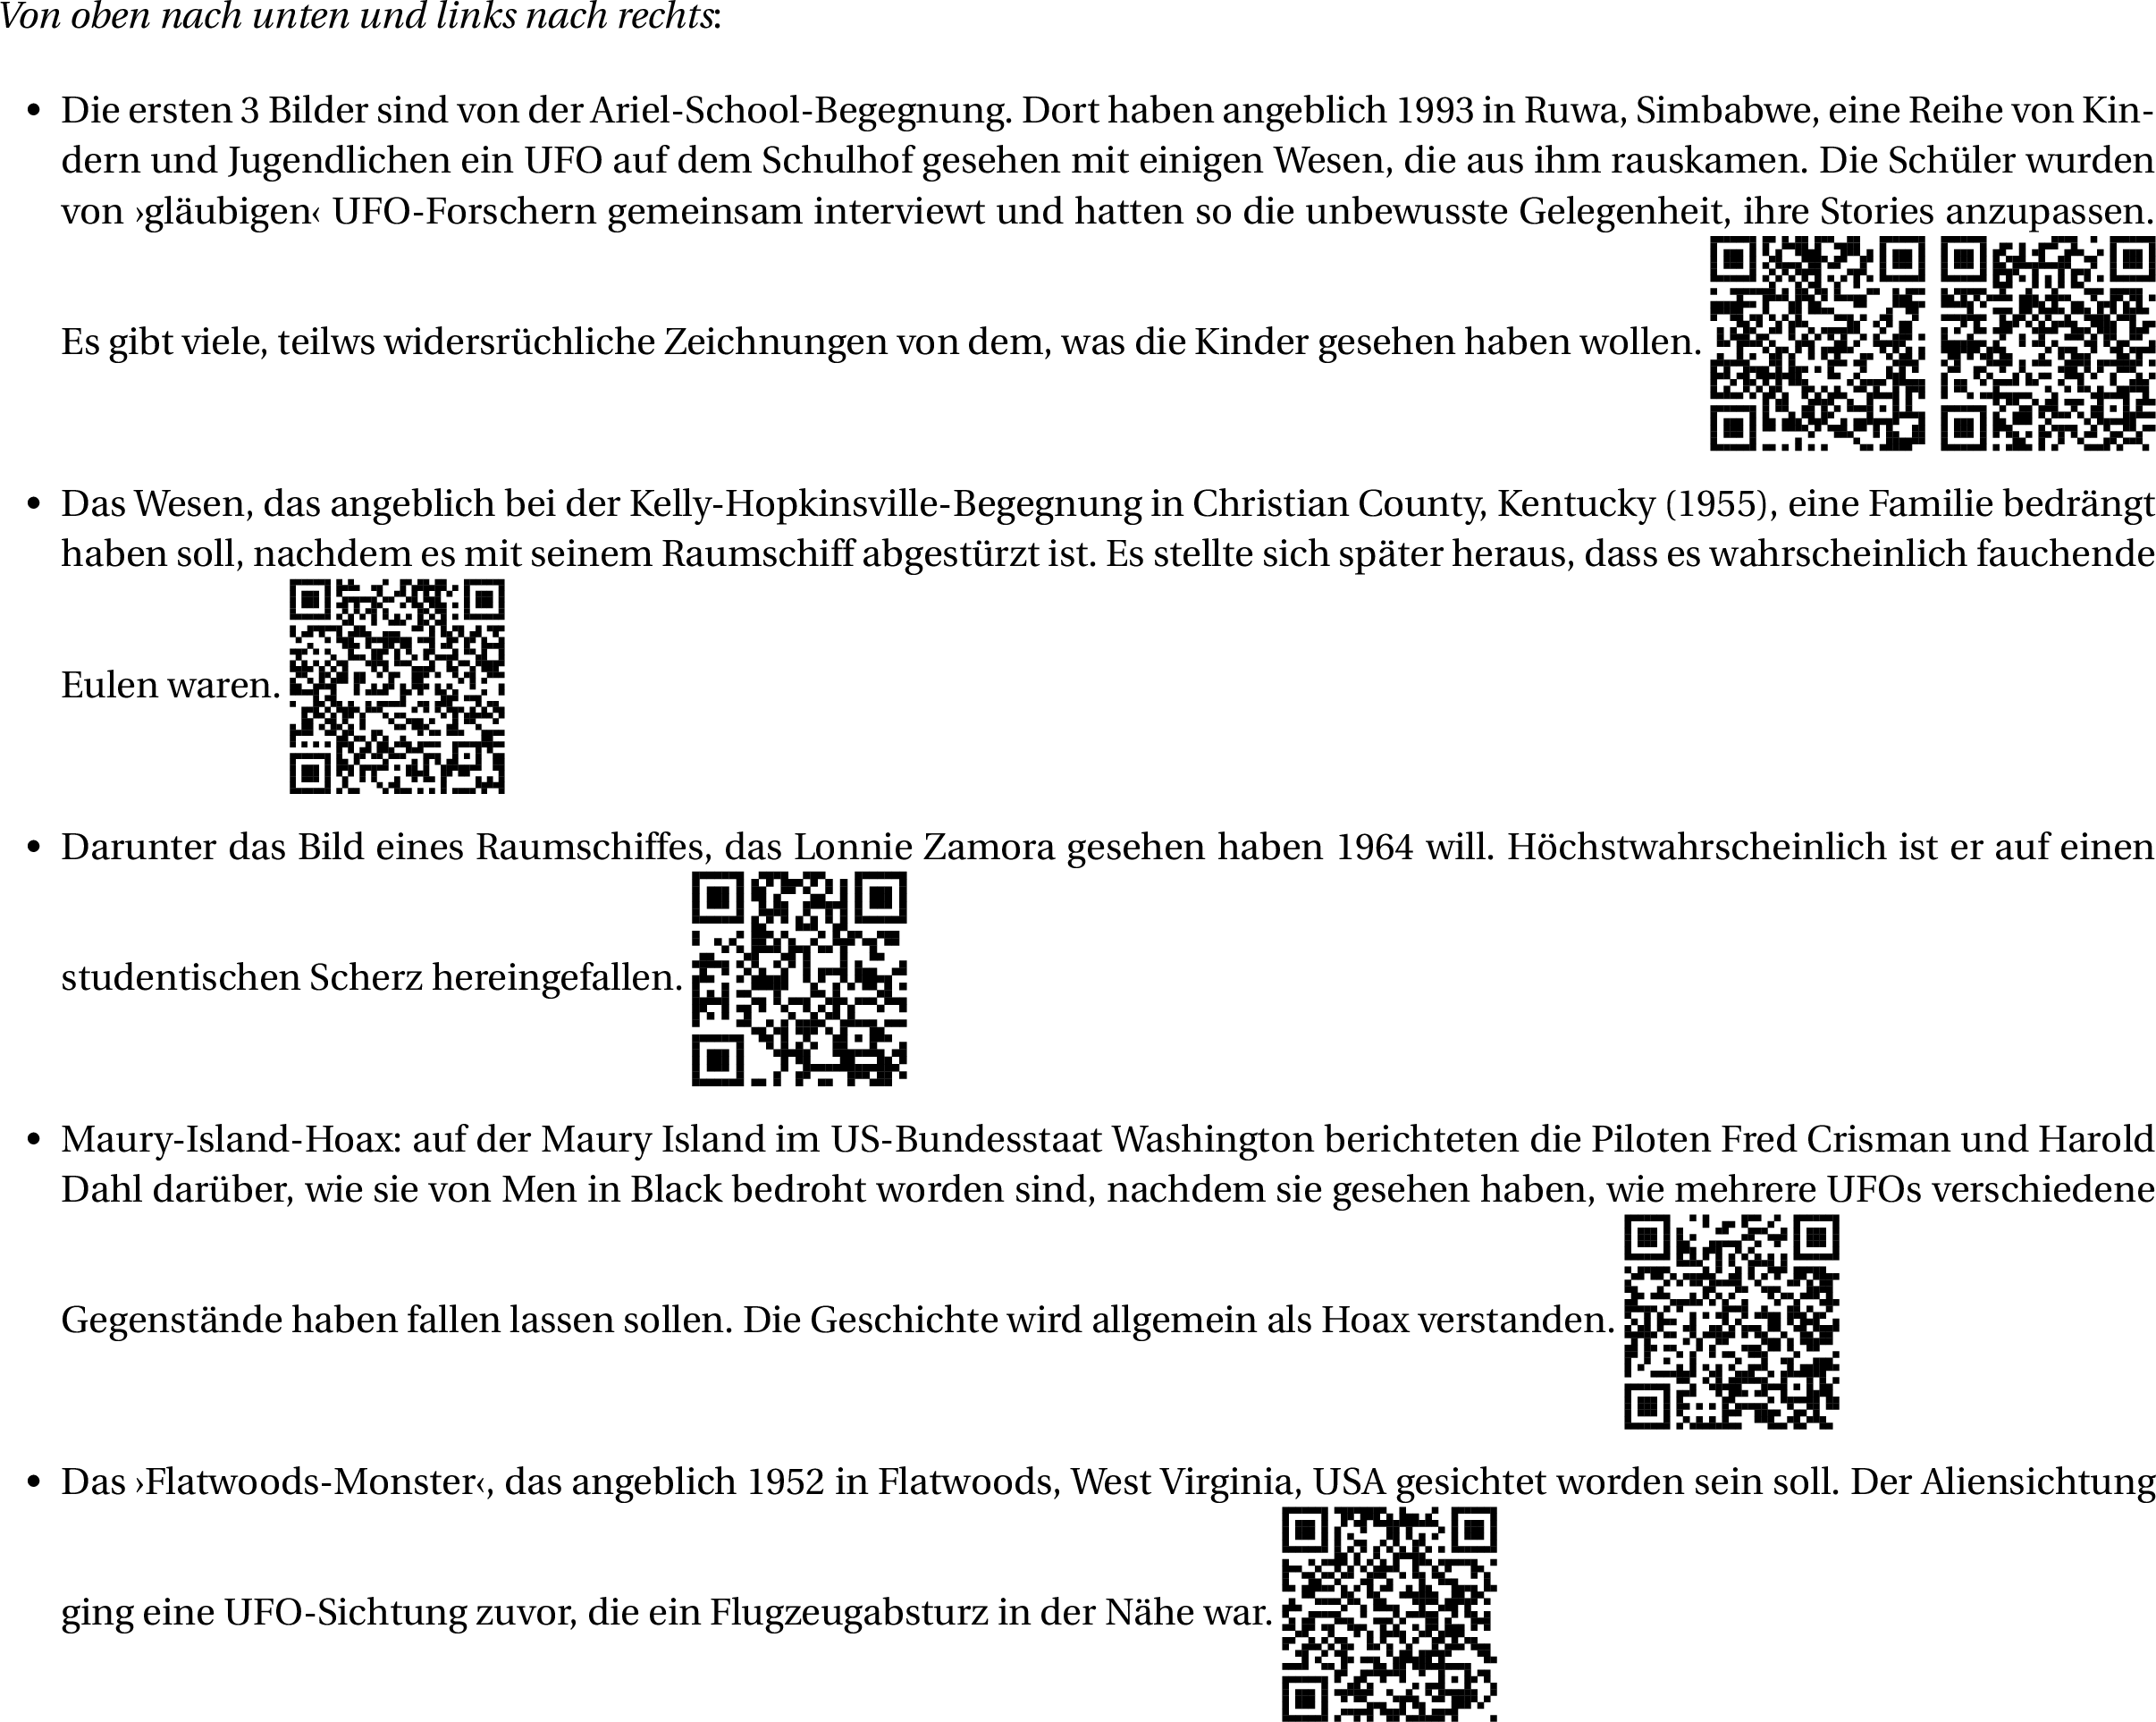 Von oben nach unten und links nach rechts:
• Die ersten 3 Bilder sind von der Ariel-School-Begegnung. Dort haben angeblich 1993 in Ruwa, Simbabwe, eine Reihe von Kin-
dern und Jugendlichen ein UFO auf dem Schulhof gesehen mit einigen Wesen, die aus ihm rauskamen. Die Schüler wurden
von ›gläubigen‹ UFO-Forschern gemeinsam interviewt und hatten so die unbewusste Gelegenheit, ihre Stories anzupassen.
Es gibt viele, teilws widersrüchliche Zeichnungen von dem, was die Kinder gesehen haben wollen.
• Das Wesen, das angeblich bei der Kelly-Hopkinsville-Begegnung in Christian County, Kentucky (1955), eine Familie bedrängt
haben soll, nachdem es mit seinem Raumschiff abgestürzt ist. Es stellte sich später heraus, dass es wahrscheinlich fauchende
Eulen waren.
• Darunter das Bild eines Raumschiffes, das Lonnie Zamora gesehen haben 1964 will. Höchstwahrscheinlich ist er auf einen
studentischen Scherz hereingefallen.
• Maury-Island-Hoax: auf der Maury Island im US-Bundesstaat Washington berichteten die Piloten Fred Crisman und Harold
Dahl darüber, wie sie von Men in Black bedroht worden sind, nachdem sie gesehen haben, wie mehrere UFOs verschiedene
Gegenstände haben fallen lassen sollen. Die Geschichte wird allgemein als Hoax verstanden.
• Das ›Flatwoods-Monster‹, das angeblich 1952 in Flatwoods, West Virginia, USA gesichtet worden sein soll. Der Aliensichtung
ging eine UFO-Sichtung zuvor, die ein Flugzeugabsturz in der Nähe war.